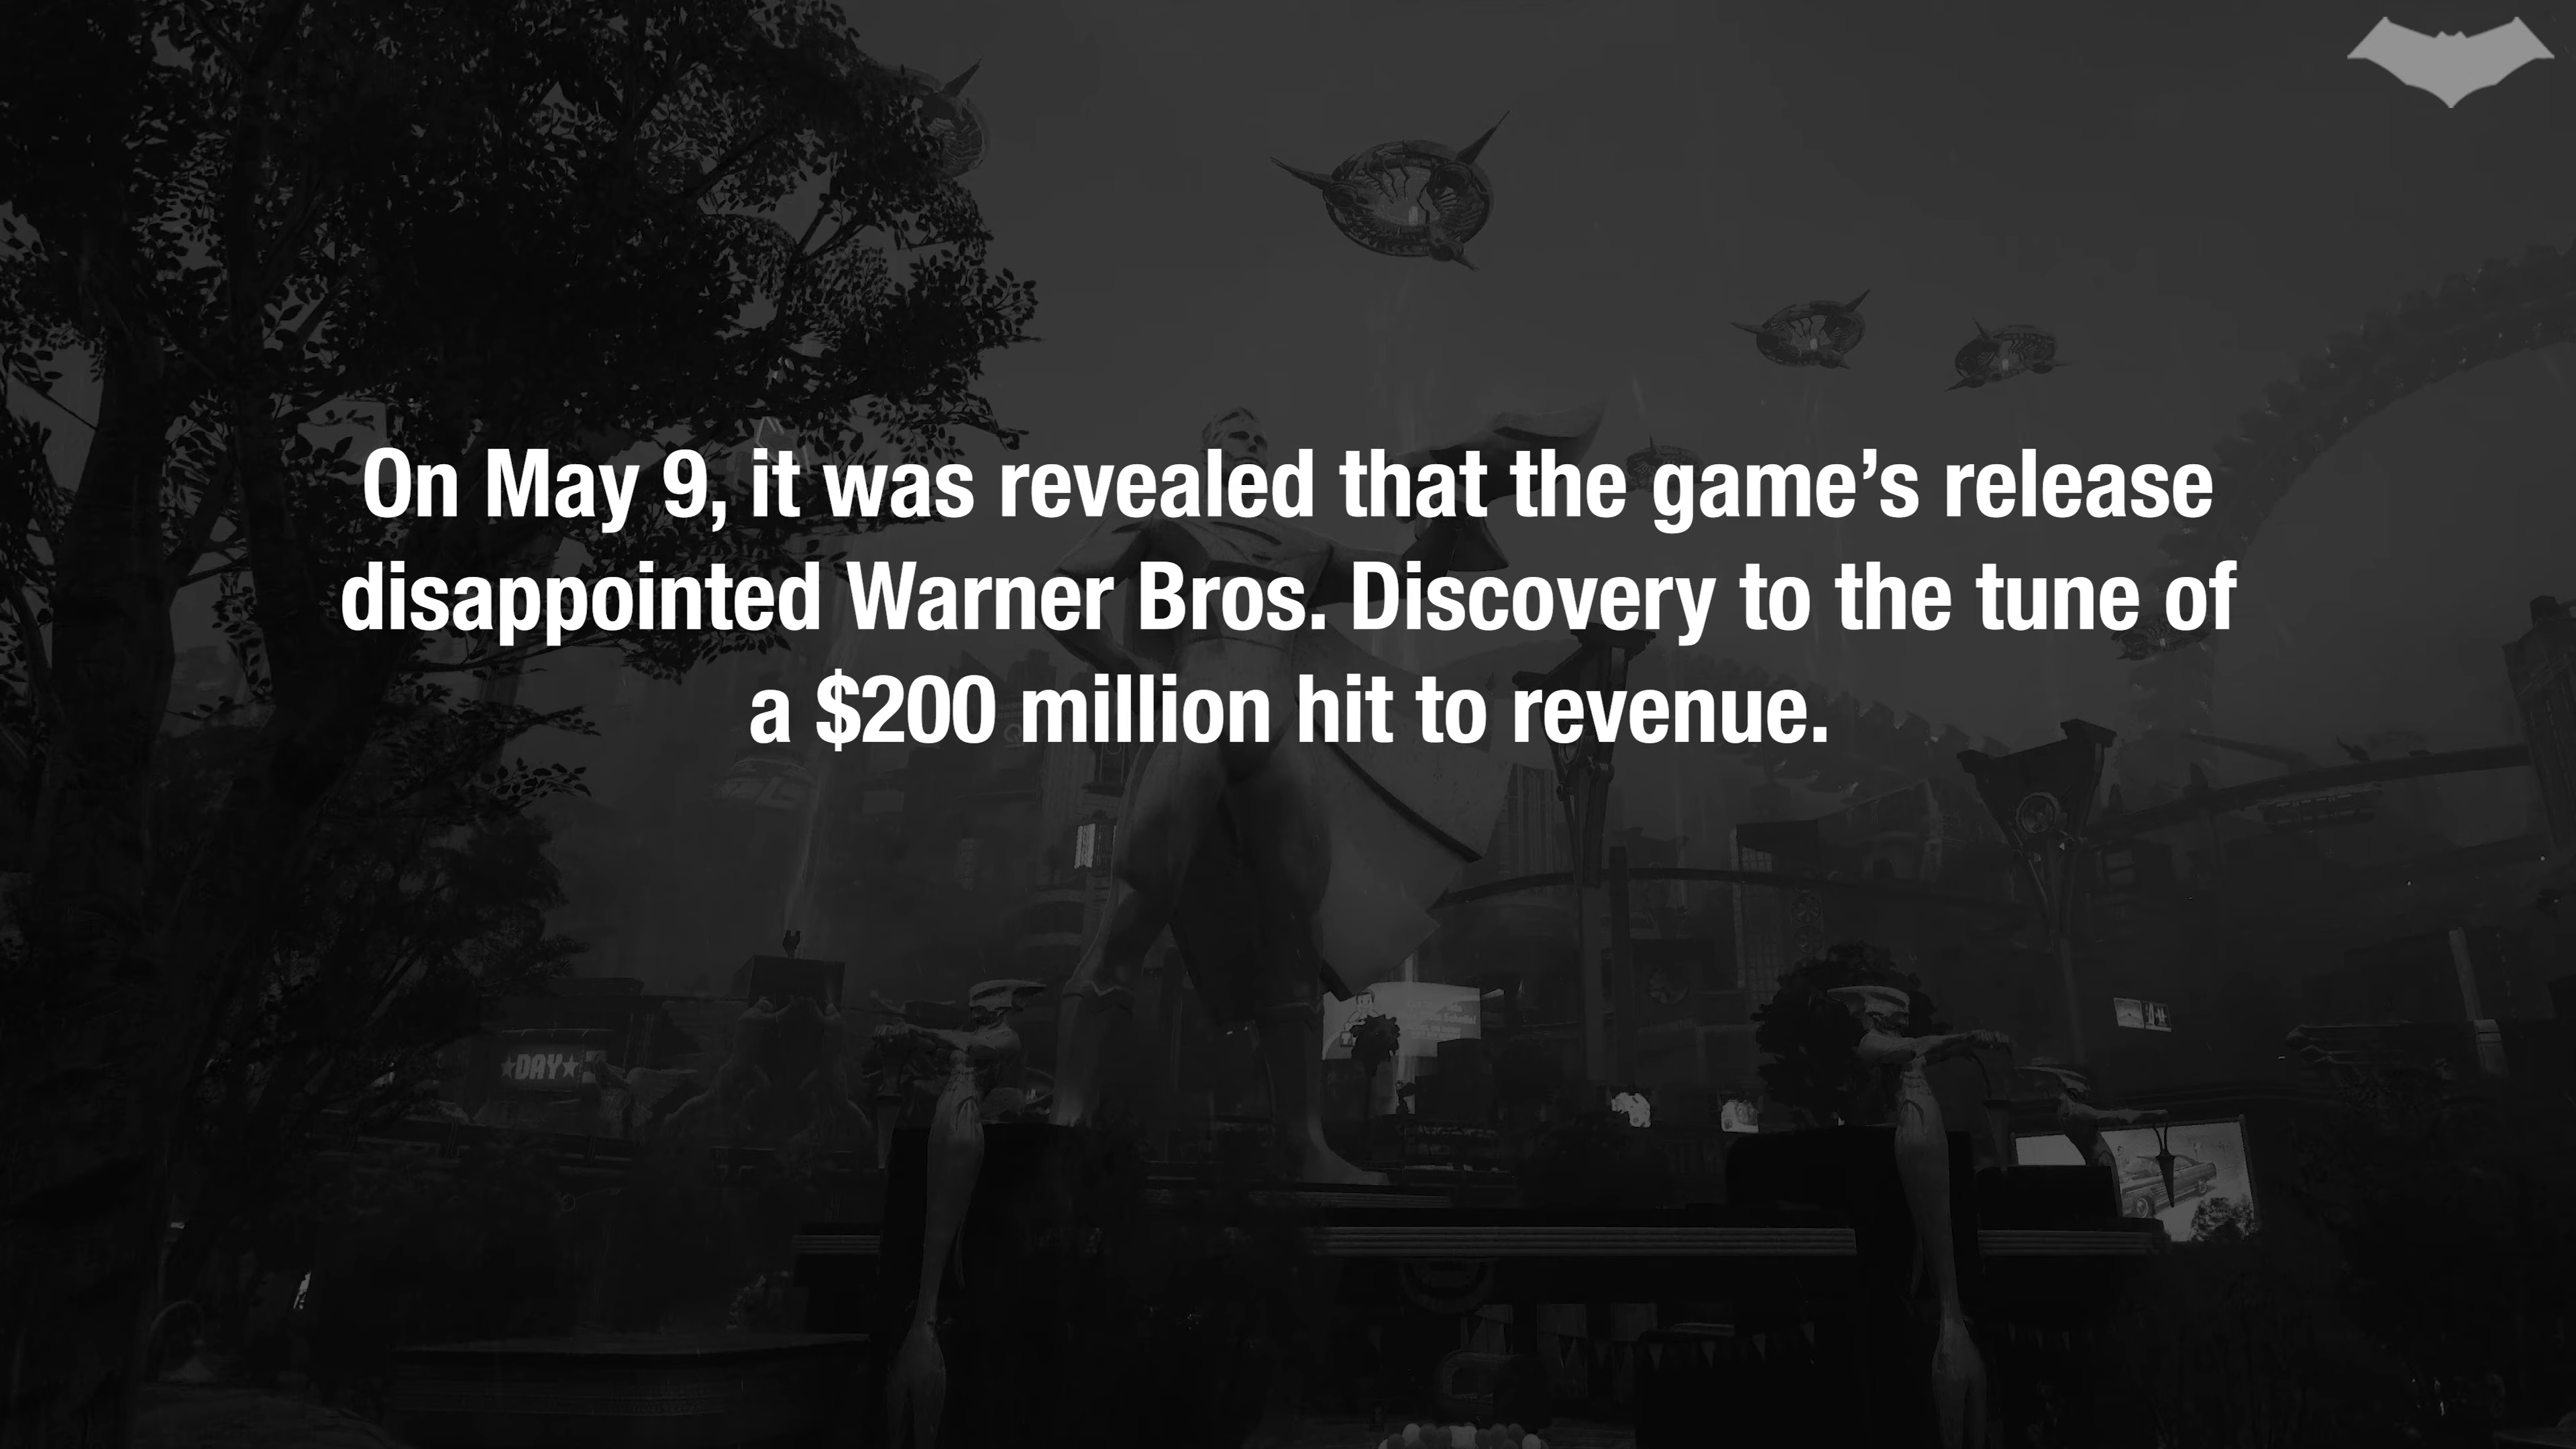 On May 9, it was revealed that the game’s release
disappointed Warner Bros. Discovery to the tune of
a $200 million hit to revenue.
★DAY★